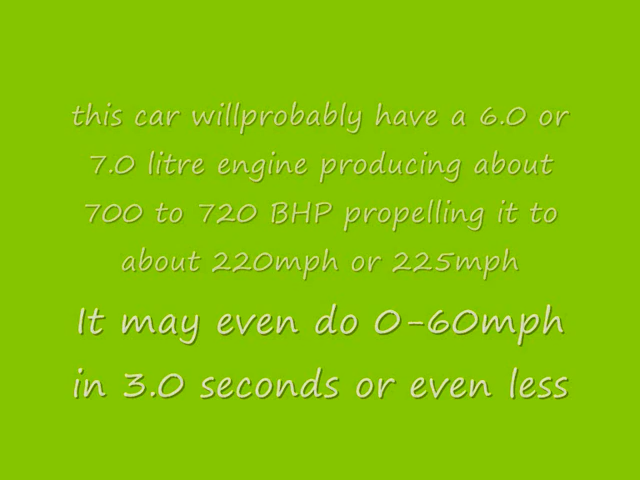 this car willprobably have a 6.0 or
7.0 litre engine producing about
700 to 720 BHP propelling it to
about 220mph or 225mph
It may even do 0-60mph
in 3.0 seconds or even less